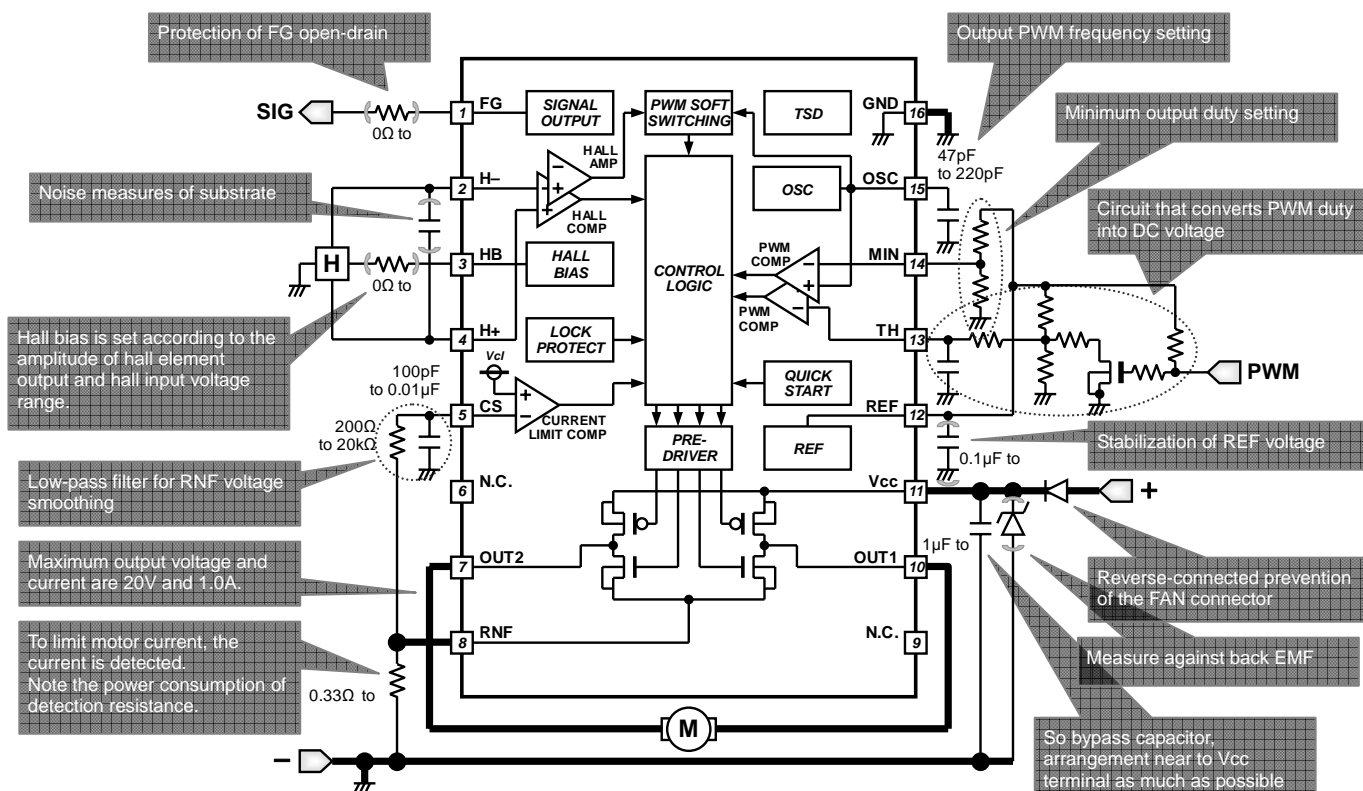 Protection of FG open-drain
Output PWM frequency setting
Minimum output duty setting
SIG
0Ω to
1
FG
SIGNAL
OUTPUT
PWM SOFT
SWITCHING
TSD
GND
16
HALL
AMP
47pF
to 220pF
Noise measures of substrate
2
H–
OSC
OSC
15
Circuit that converts PWM duty
into DC voltage
HALL
COMP
PWM
COMP
MIN
14
H
0Ω to
3
HB
HALL
BIAS
CONTROL
LOGIC
PWM
COMP
TH
13
Hall bias is set according to the
amplitude of hall element
output and hall input voltage
range.
4
H+
LOCK
PROTECT
Vcl
100pF
to 0.01µF
QUICK
START
PWM
5
CS
CURRENT
LIMIT COMP
REF
12
200Ω
to 20kΩ
PRE-
DRIVER
REF
0.1µF to
Stabilization of REF voltage
Low-pass filter for RNF voltage
smoothing
6
N.C.
Vcc
11
+
Maximum output voltage and
current are 20V and 1.0A.
7
OUT2
OUT1
10
1µF to
Reverse-connected prevention
of the FAN connector
To limit motor current, the
current is detected.
Note the power consumption of
detection resistance.
8
RNF
N.C.
9
0.33Ω to
Measure against back EMF
M
So bypass capacitor,
arrangement near to Vcc
terminal as much as possible
–